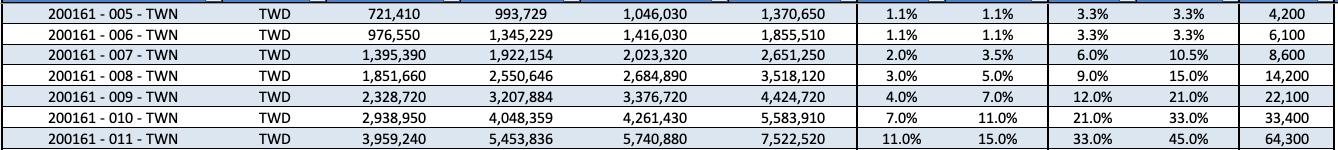 200161 - 005 - TWN TWD 721,410 993,729 1,046,030 1,370,650 1.1% 1.1% 3.3% 3.3% 4,200
200161 - 006 - TWN TWD 976,550 1,345,229 1,416,030 1,855,510 1.1% 1.1% 3.3% 3.3% 6,100
200161 - 007 - TWN TWD 1,395,390 1,922,154 2,023,320 2,651,250 2.0% 3.5% 6.0% 10.5% 8,600
200161 - 008 - TWN TWD 1,851,660 2,550,646 2,684,890 3,518,120 3.0% 5.0% 9.0% 15.0% 14,200
200161 - 009 - TWN TWD 2,328,720 3,207,884 3,376,720 4,424,720 4.0% 7.0% 12.0% 21.0% 22,100
200161 - 010 - TWN TWD 2,938,950 4,048,359 4,261,430 5,583,910 7.0% 11.0% 21.0% 33.0% 33,400
200161 - 011 - TWN TWD 3,959,240 5,453,836 5,740,880 7,522,520 11.0% 15.0% 33.0% 45.0% 64,300